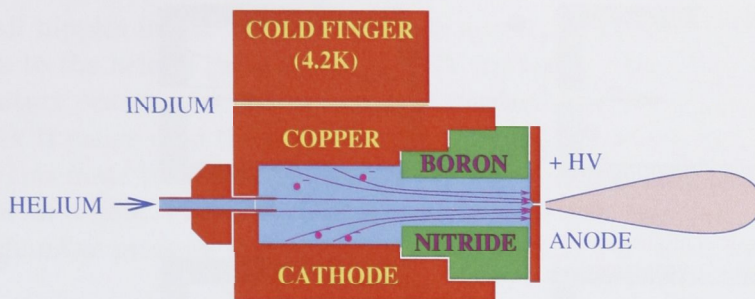 COLD FINGER
(4.2K)
INDIUM
COPPER
BORON
+ HV
HELIUM
NITRIDE
ANODE
CATHODE